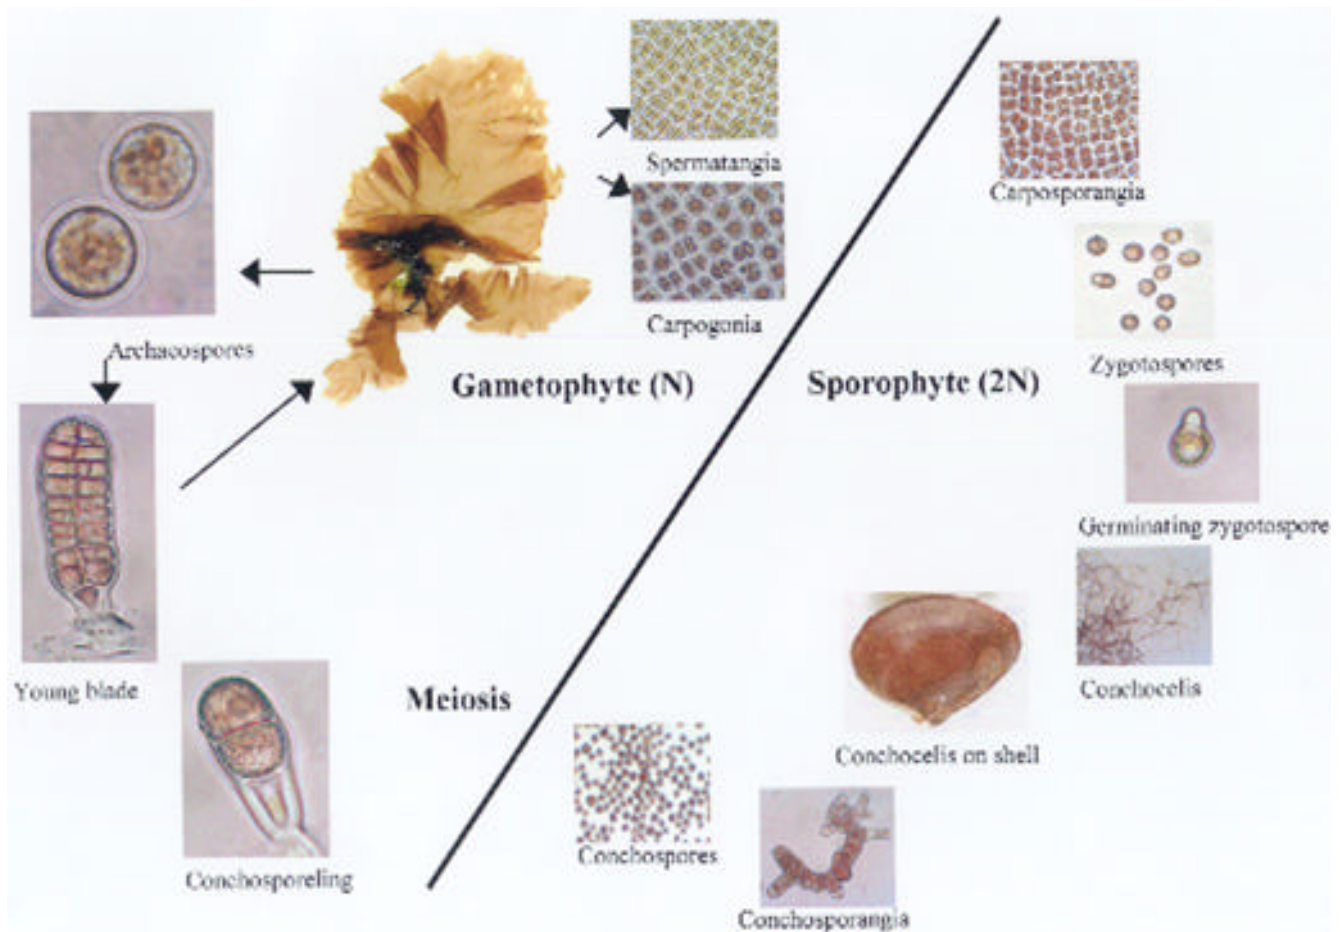 Spermatangia
Carposporangia
Carpogonia
Archaeospores
Gametophyte (N)
Sporophyte (2N)
Zygotospores
Germinating zygotospore
Young blade
Meiosis
Conchocelis
Conchocelis on shell
Conchospores
Conchosporeling
Conchosporangia